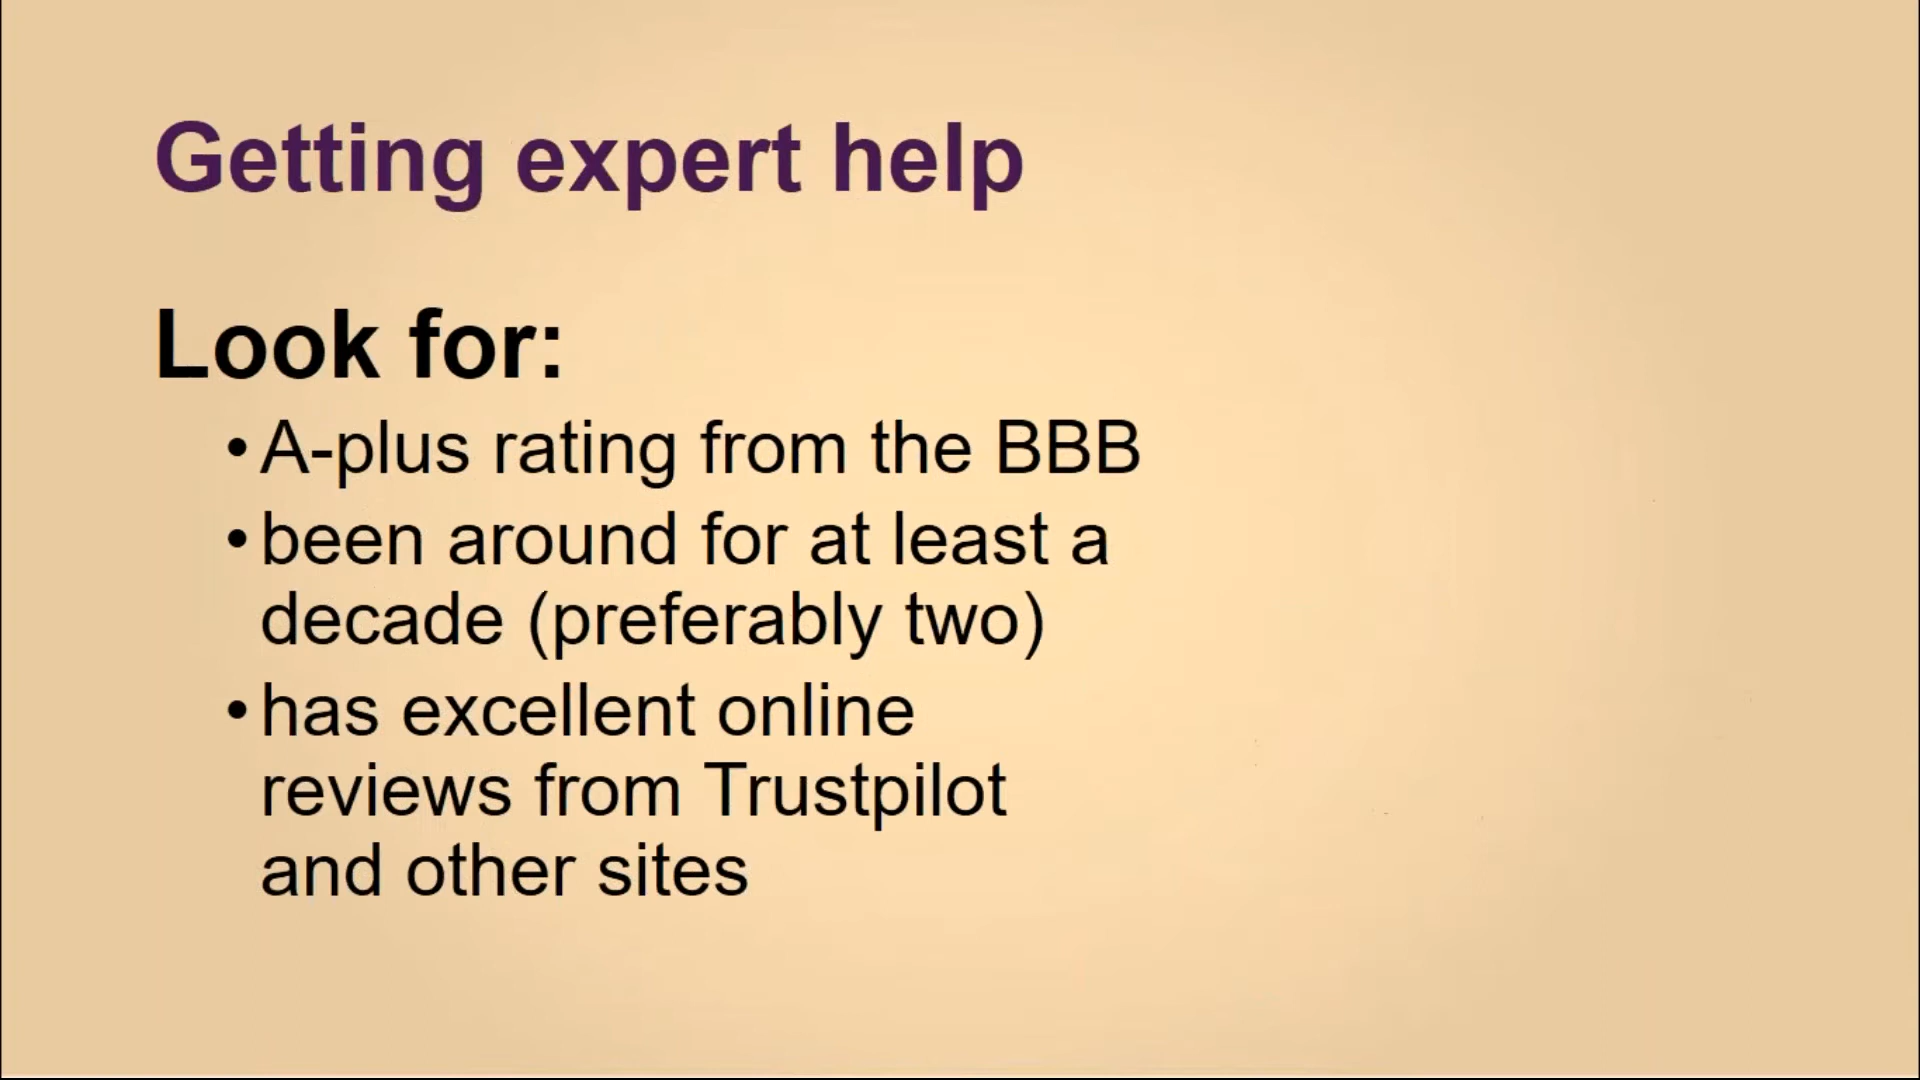 Getting expert help
Look for:
•A-plus rating from the BBB
•been around for at least a
decade (preferably two)
•has excellent online
reviews from Trustpilot
and other sites